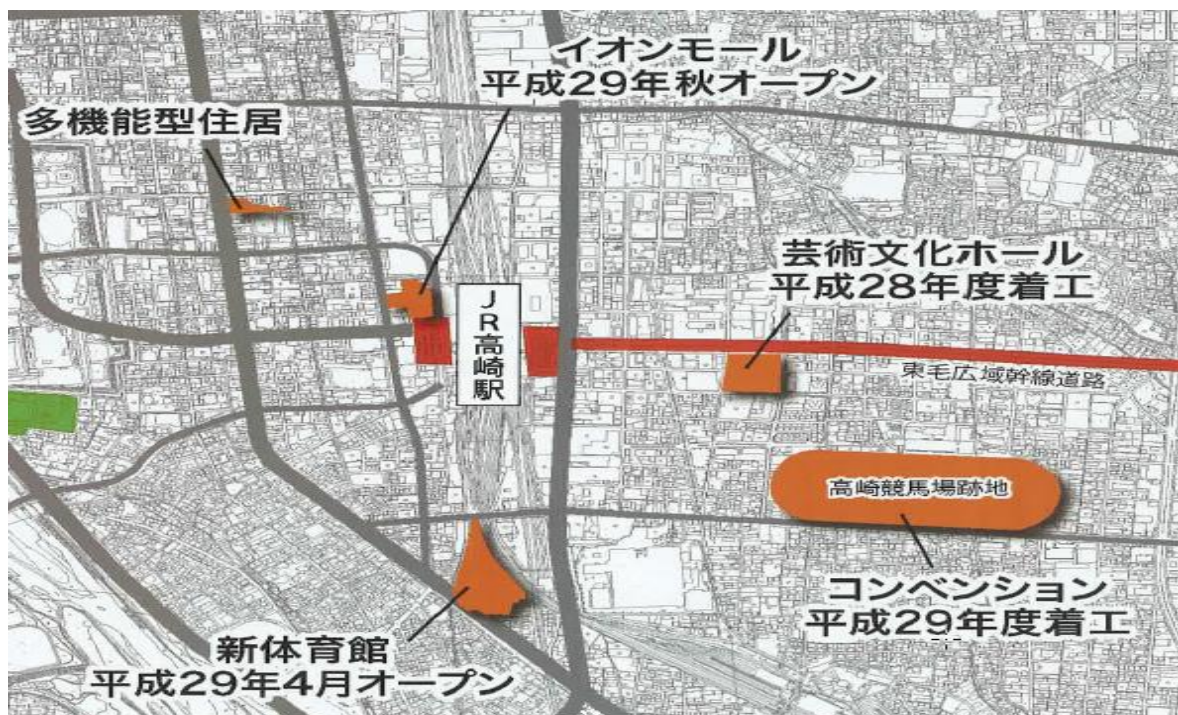 イオンモール
平成29年秋オープン
多機能型住居
芸術文化ホール
平成28年度着工
JR高崎駅
東毛広域幹線道路
高崎競馬場跡地
コンベンション
平成29年度着工
新体育館
平成29年4月オープン